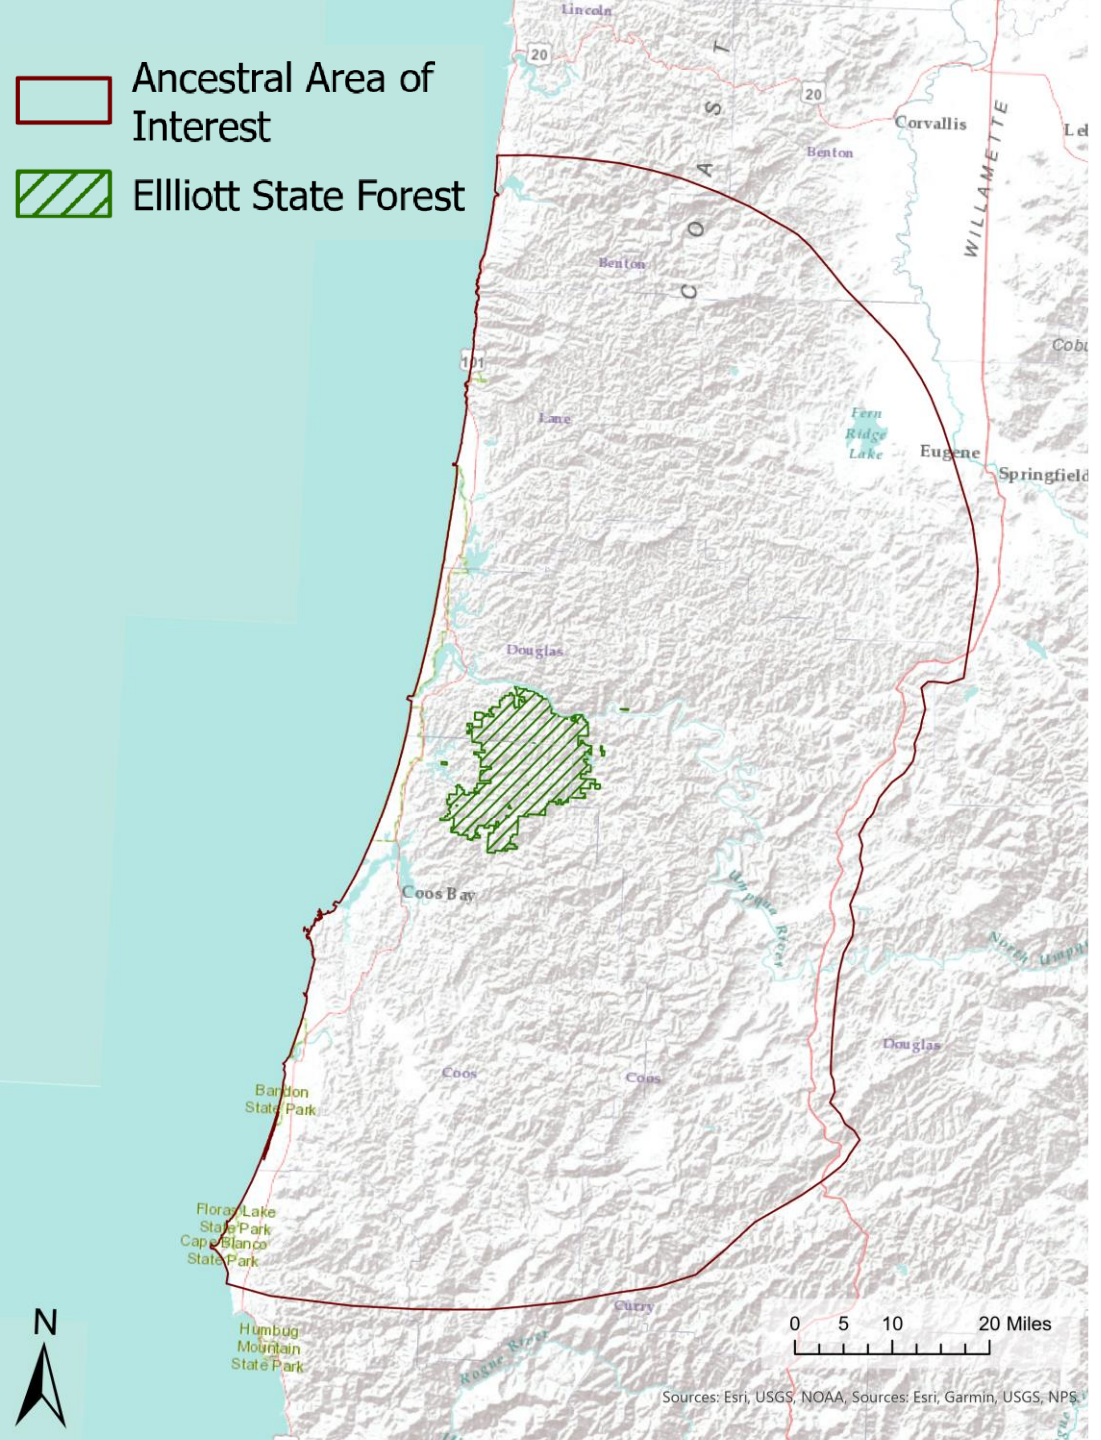 Lincoln
20
Ancestral Area of
Interest
Ellliott State Forest
20
Corvallis
Benton
Leb
COAST
WILLAMETTE
Benton
101
Cobu
Lane
Fern
Ridge
Lake
Eugene
Springfield
Douglas
Coos Bay
Umpqua River
North Umpqu
Douglas
Coos
Coos
Bandon
State Park
Floras Lake
State Park
Cape Blanco
State Park
Curry
N
Humbug
Mountain
State Park
Rogue River
0 5 10 20 Miles
Sources: Esri, USGS, NOAA, Sources: Esri, Garmin, USGS, NPS